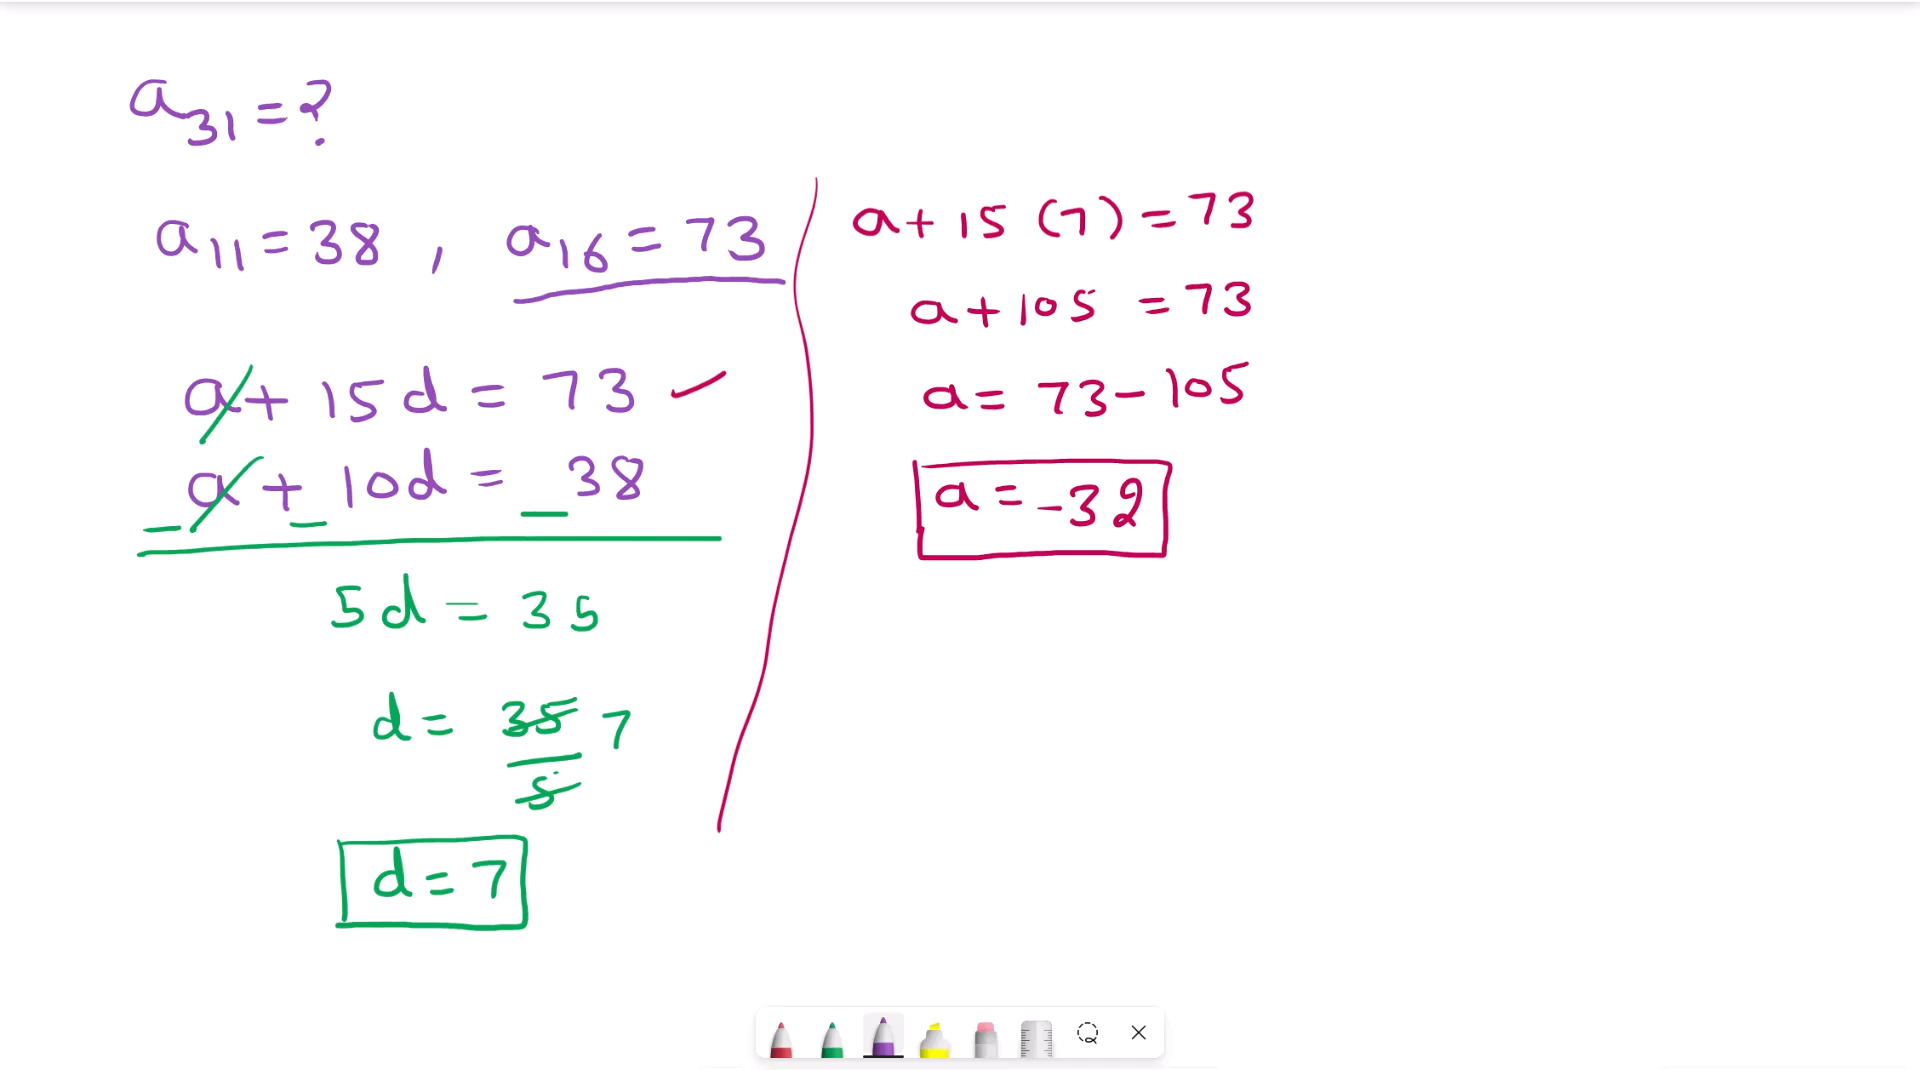 a₃₁ = ?
a₁₁ = 38 , a₁₆ = 73
a + 15d = 73 ✓
a + 10d = 38
− − −
5d = 35
d = 35/5 7
d = 7
a + 15 (7) = 73
a + 105 = 73
a = 73 − 105
a = −32